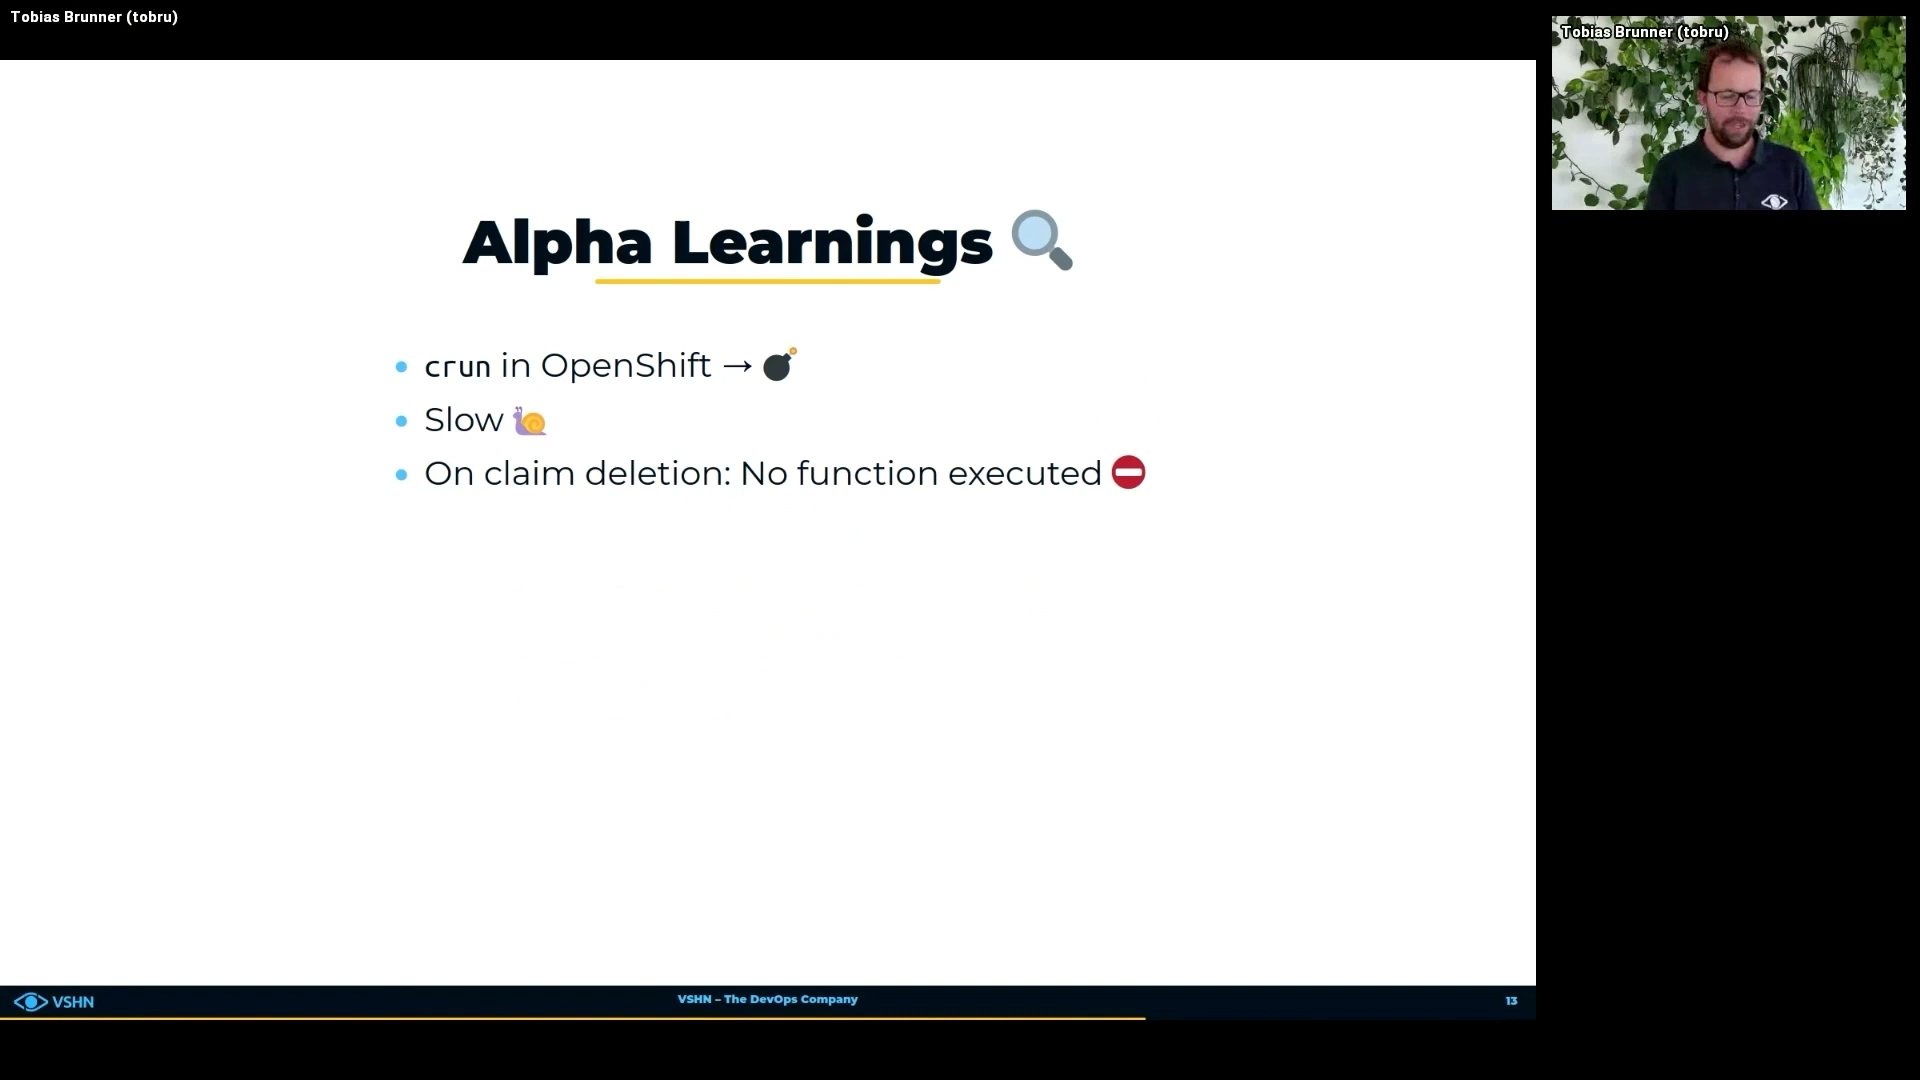 Tobias Brunner (tobru)
Tobias Brunner (tobru)
Alpha Learnings 🔍
crun in OpenShift → 💣
Slow 🐌
On claim deletion: No function executed ⛔
VSHN
VSHN – The DevOps Company
13